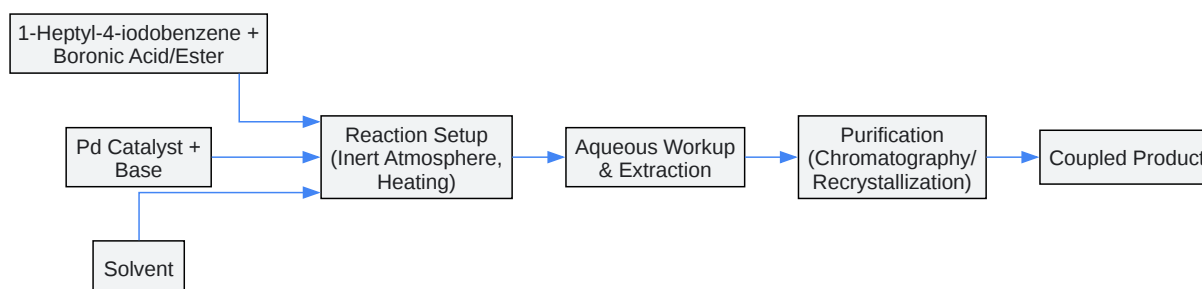 1-Heptyl-4-iodobenzene +
Boronic Acid/Ester
Pd Catalyst +
Base
Solvent
Reaction Setup
(Inert Atmosphere,
Heating)
Aqueous Workup
& Extraction
Purification
(Chromatography/
Recrystallization)
Coupled Product